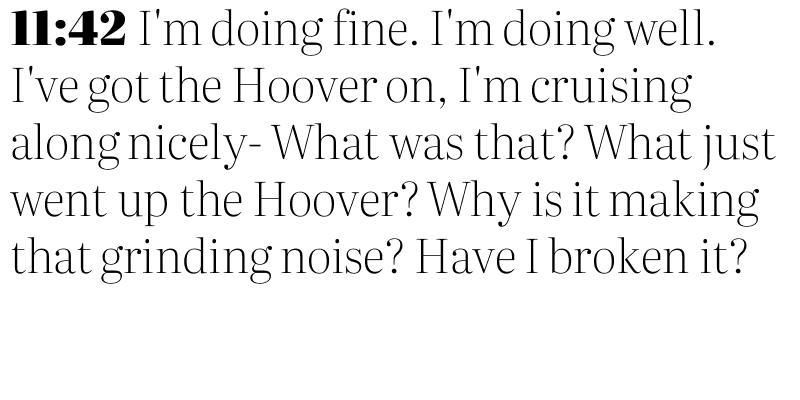 11:42 I'm doing fine. I'm doing well.
I've got the Hoover on, I'm cruising
along nicely- What was that? What just
went up the Hoover? Why is it making
that grinding noise? Have I broken it?